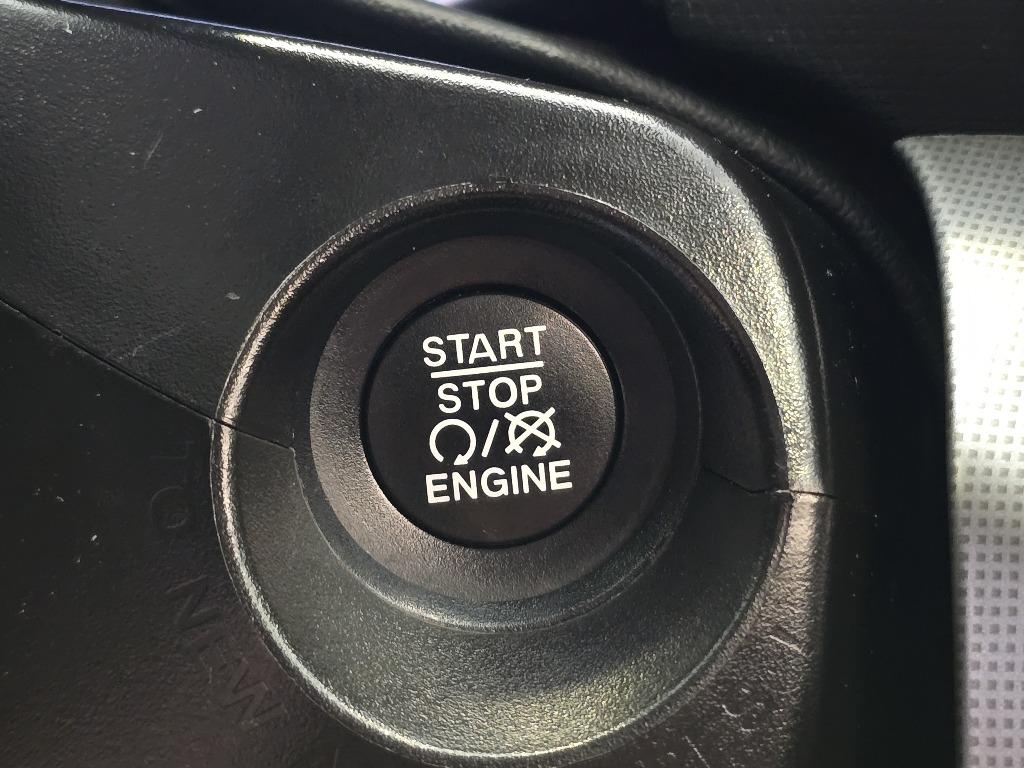 START
STOP
/
ENGINE